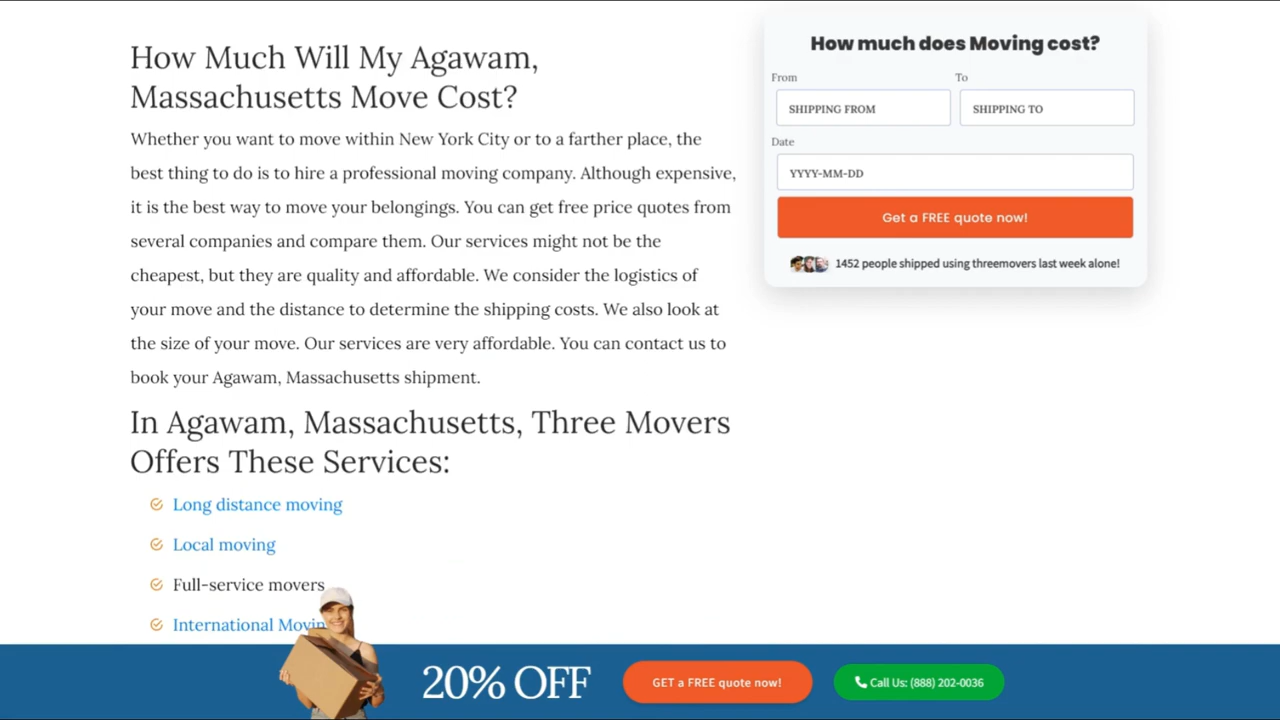 How Much Will My Agawam,
Massachusetts Move Cost?
Whether you want to move within New York City or to a farther place, the
best thing to do is to hire a professional moving company. Although expensive,
it is the best way to move your belongings. You can get free price quotes from
several companies and compare them. Our services might not be the
cheapest, but they are quality and affordable. We consider the logistics of
your move and the distance to determine the shipping costs. We also look at
the size of your move. Our services are very affordable. You can contact us to
book your Agawam, Massachusetts shipment.
In Agawam, Massachusetts, Three Movers
Offers These Services:
Long distance moving
Local moving
Full-service movers
International Movin
How much does Moving cost?
From To
SHIPPING FROM SHIPPING TO
Date
YYYY-MM-DD
Get a FREE quote now!
1452 people shipped using threemovers last week alone!
20% OFF
GET a FREE quote now!
Call Us: (888) 202-0036